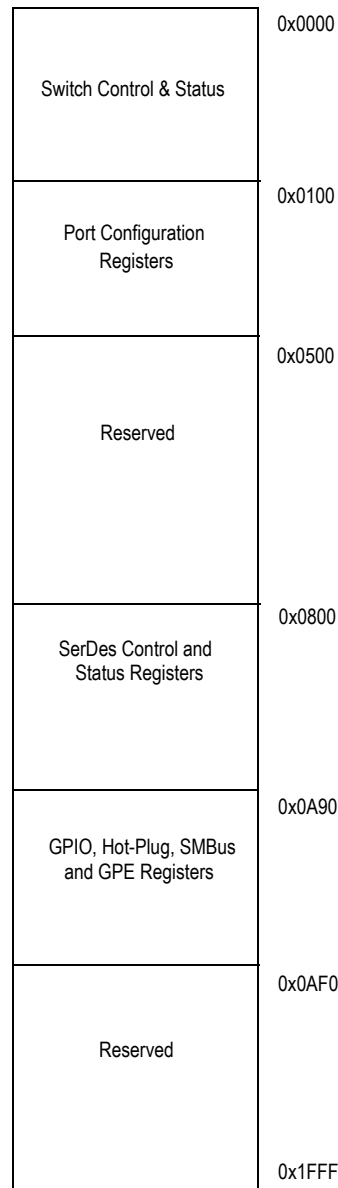 0x0000
Switch Control & Status
0x0100
Port Configuration
Registers
0x0500
Reserved
0x0800
SerDes Control and
Status Registers
0x0A90
GPIO, Hot-Plug, SMBus
and GPE Registers
0x0AF0
Reserved
0x1FFF